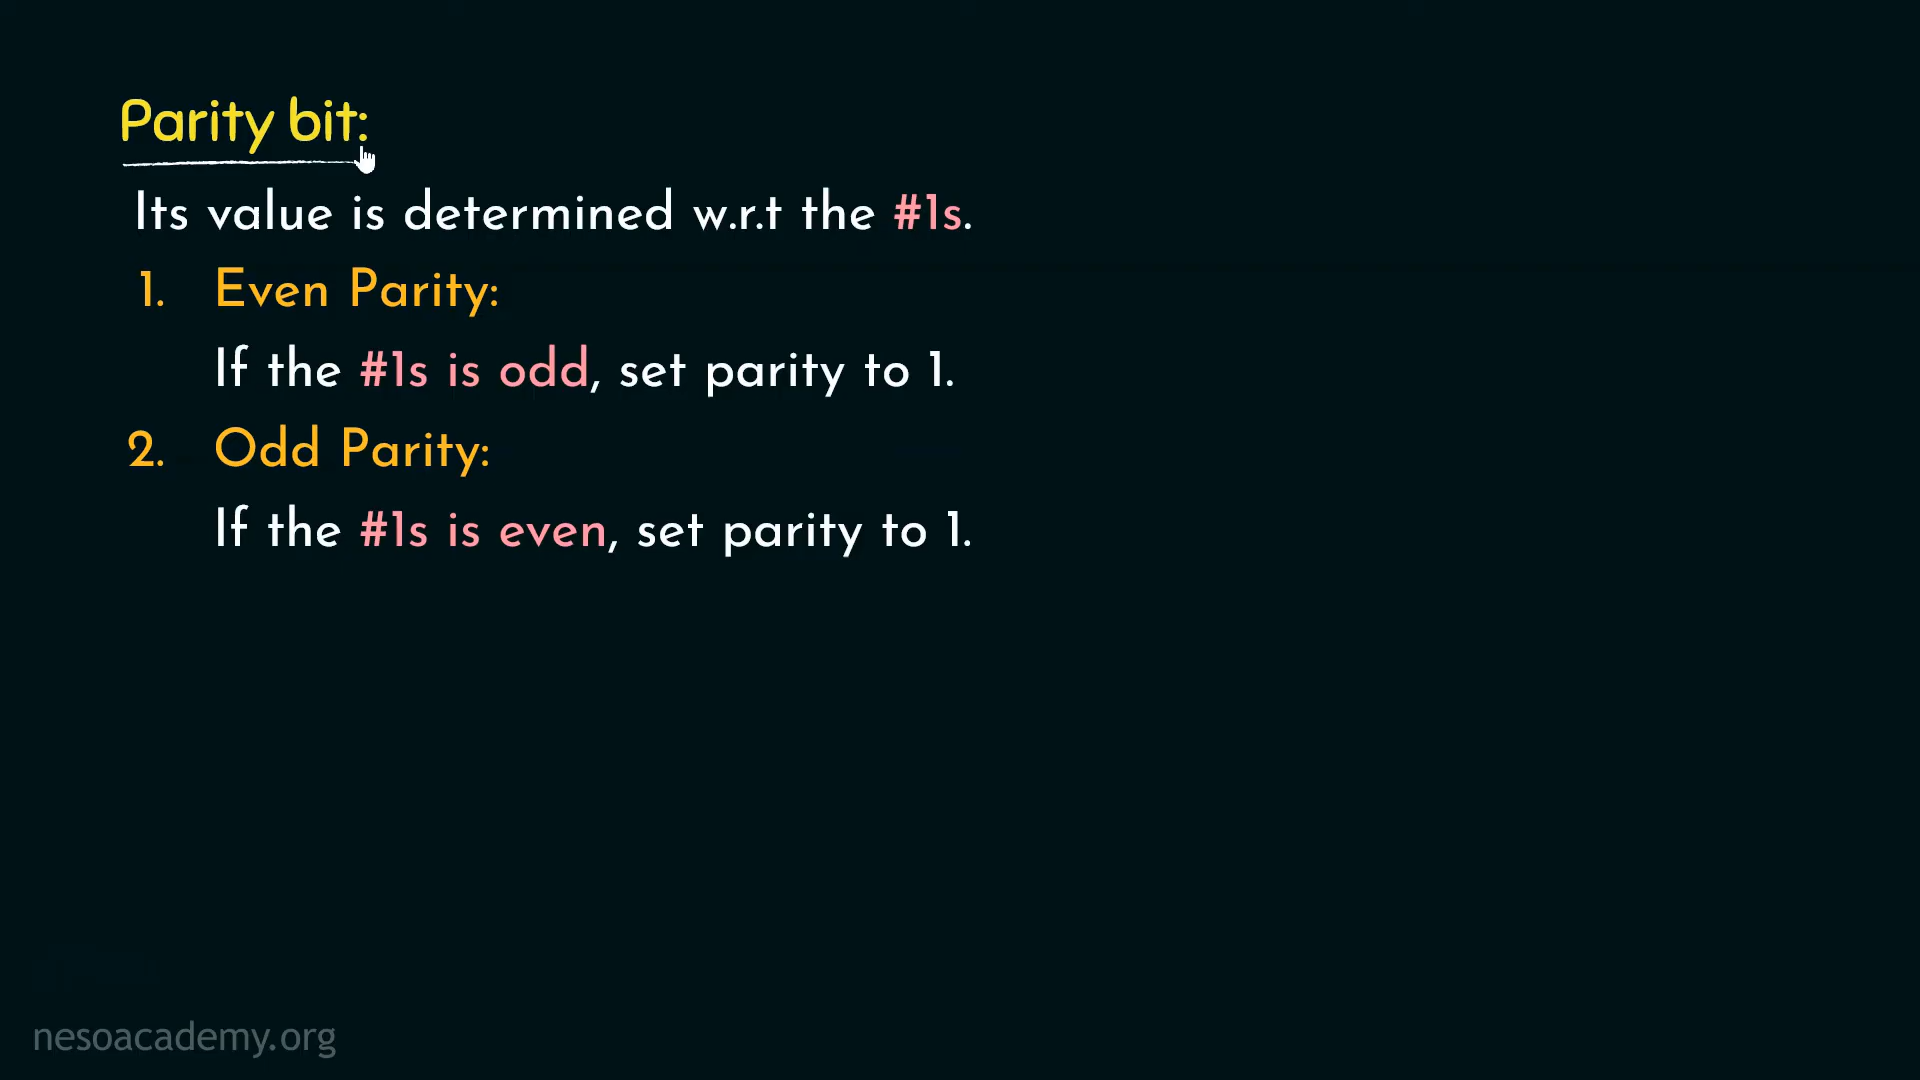 Parity bit:
Its value is determined w.r.t the #1s.
1. Even Parity:
If the #1s is odd, set parity to 1.
2. Odd Parity:
If the #1s is even, set parity to 1.
nesoacademy.org